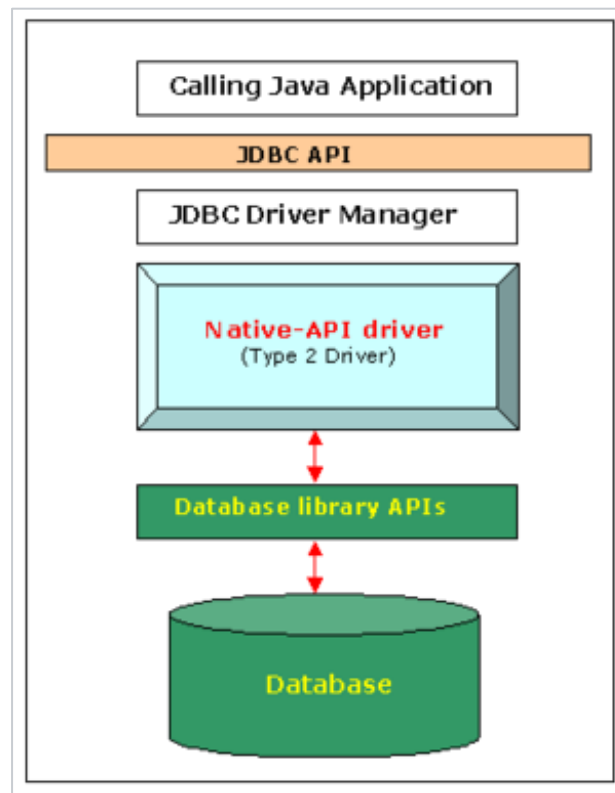 Calling Java Application
JDBC API
JDBC Driver Manager
Native-API driver
(Type 2 Driver)
Database library APIs
Database